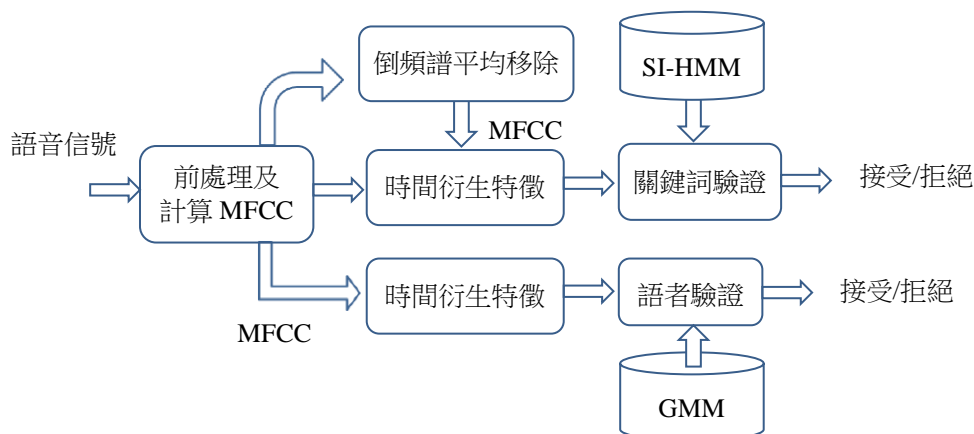 倒頻譜平均移除
SI-HMM
MFCC
語音信號
前處理及
計算 MFCC
時間衍生特徵
關鍵詞驗證
接受/拒絕
時間衍生特徵
語者驗證
接受/拒絕
MFCC
GMM